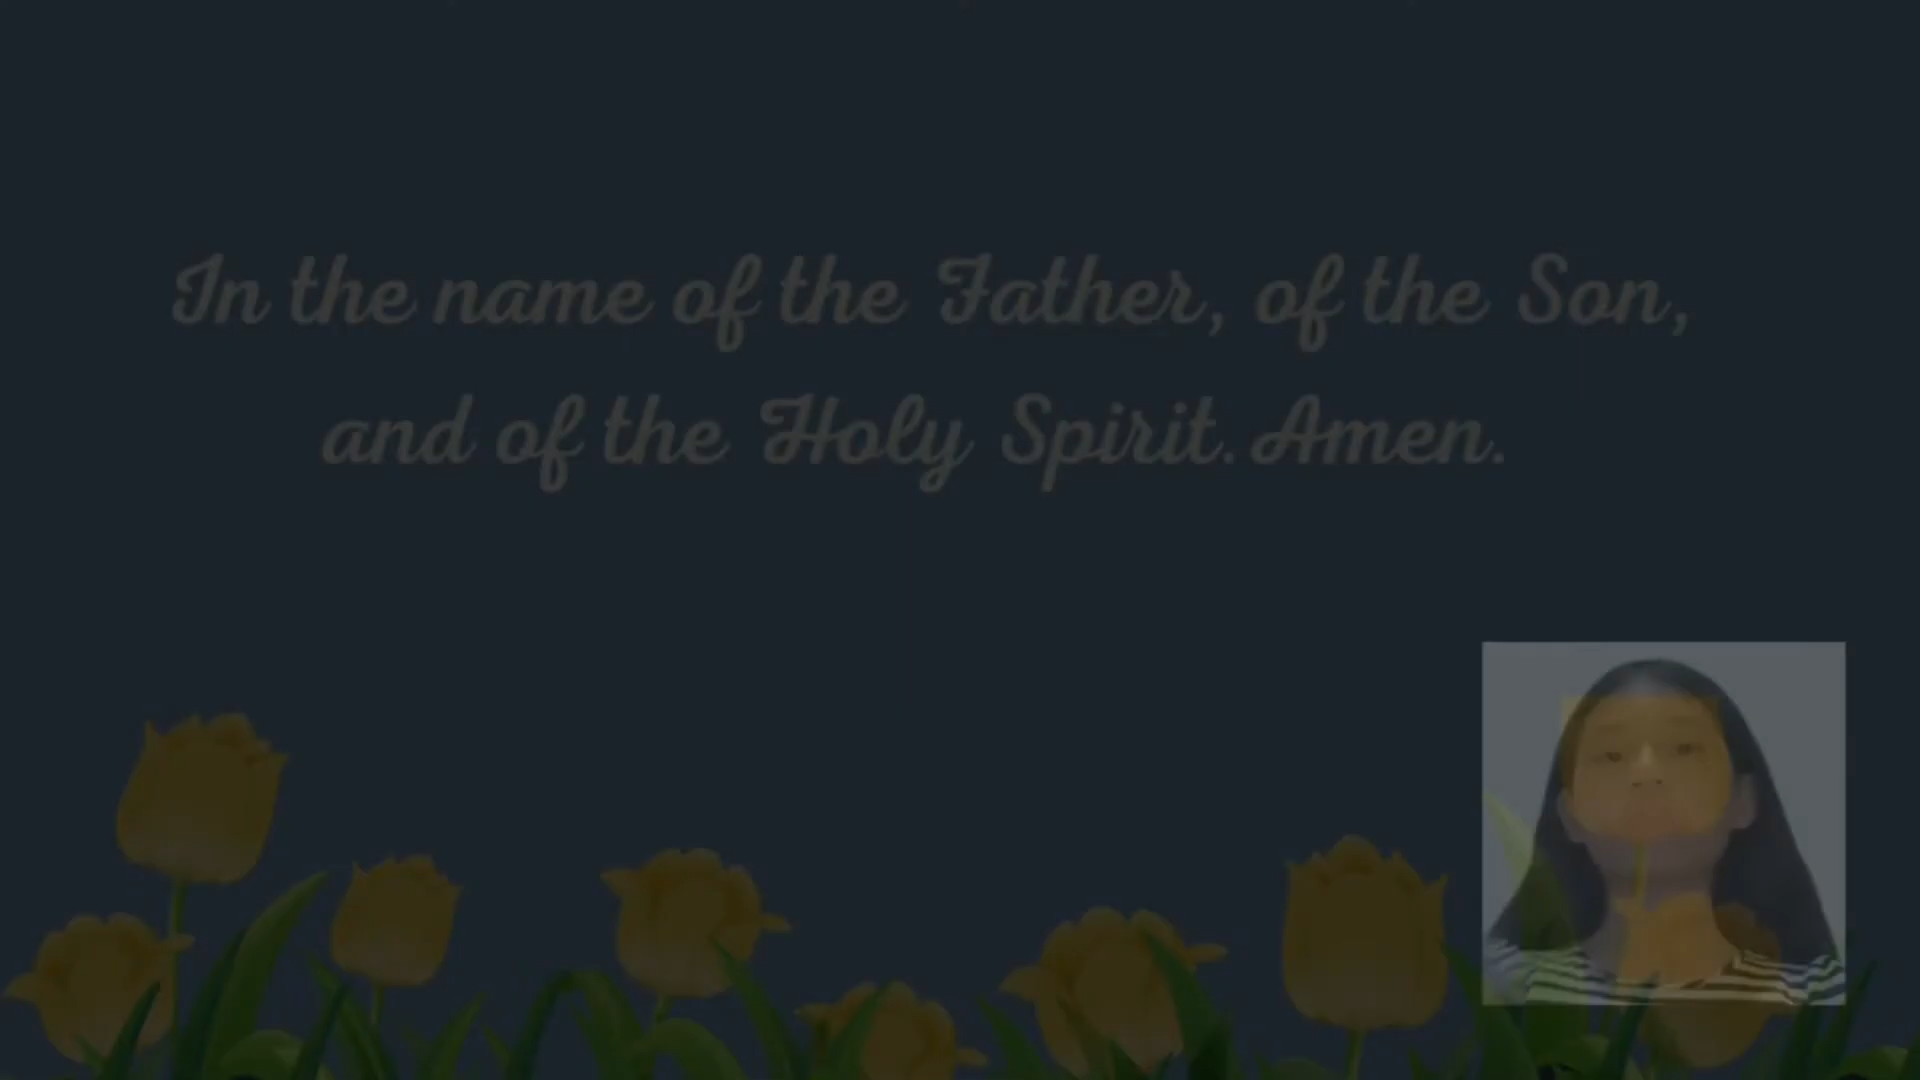 In the name of the Father, of the Son,
and of the Holy Spirit. Amen.